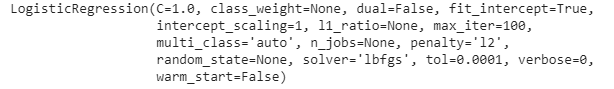 LogisticRegression(C=1.0, class_weight=None, dual=False, fit_intercept=True,
intercept_scaling=1, l1_ratio=None, max_iter=100,
multi_class='auto', n_jobs=None, penalty='l2',
random_state=None, solver='lbfgs', tol=0.0001, verbose=0,
warm_start=False)